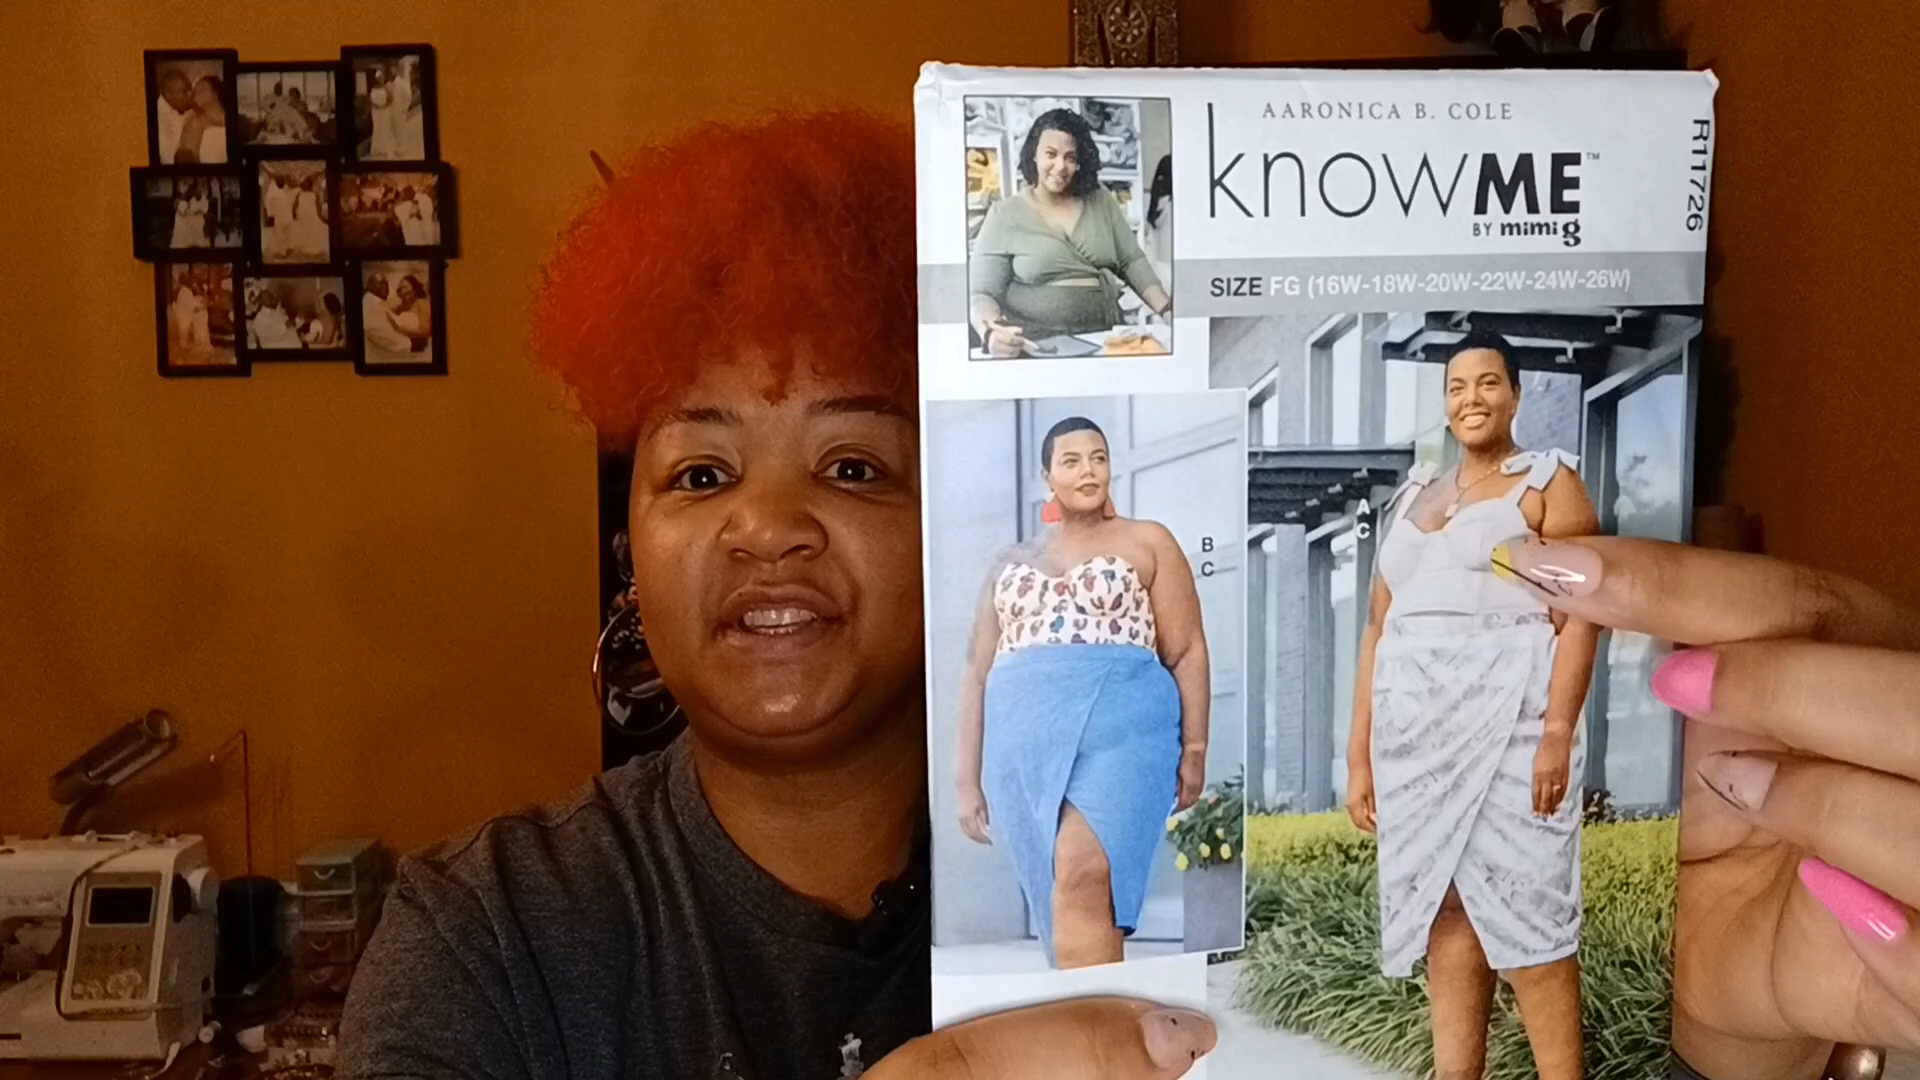 AARONICA B. COLE
knowME™
BY mimi g
R11726
SIZE FG (16W-18W-20W-22W-24W-26W)
A
C
B
C